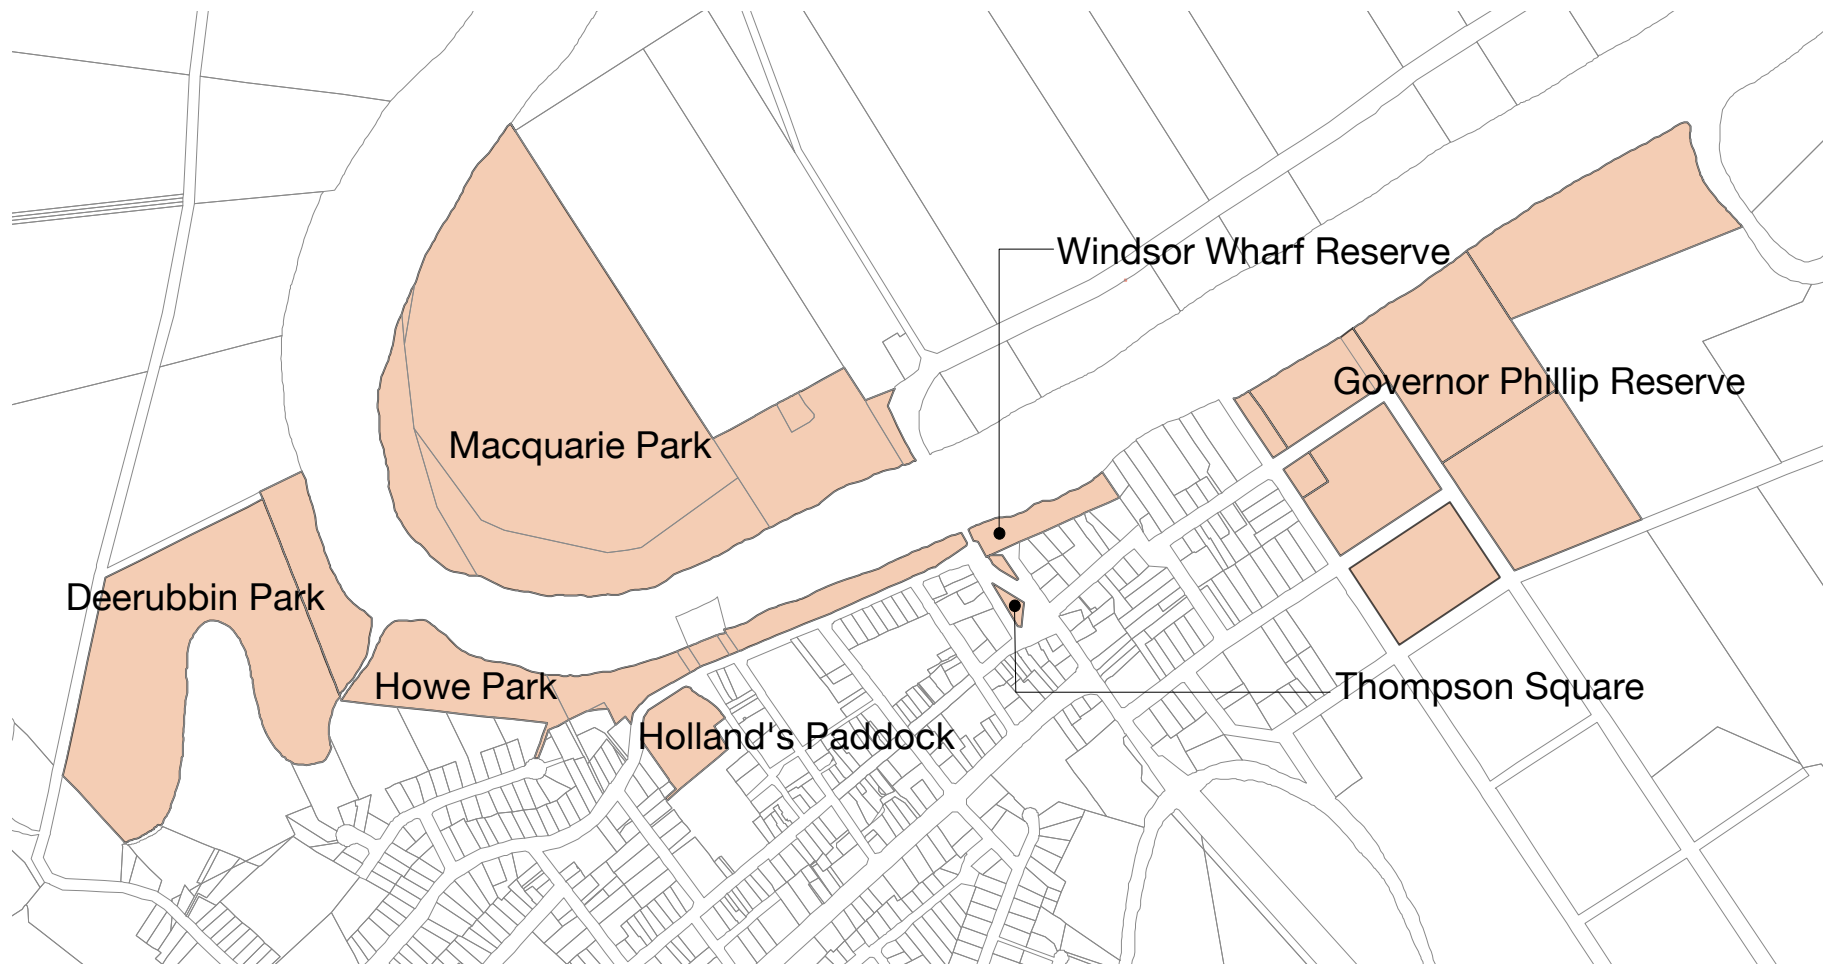 Windsor Wharf Reserve
Governor Phillip Reserve
Macquarie Park
Deerubbin Park
Howe Park
Thompson Square
Holland's Paddock